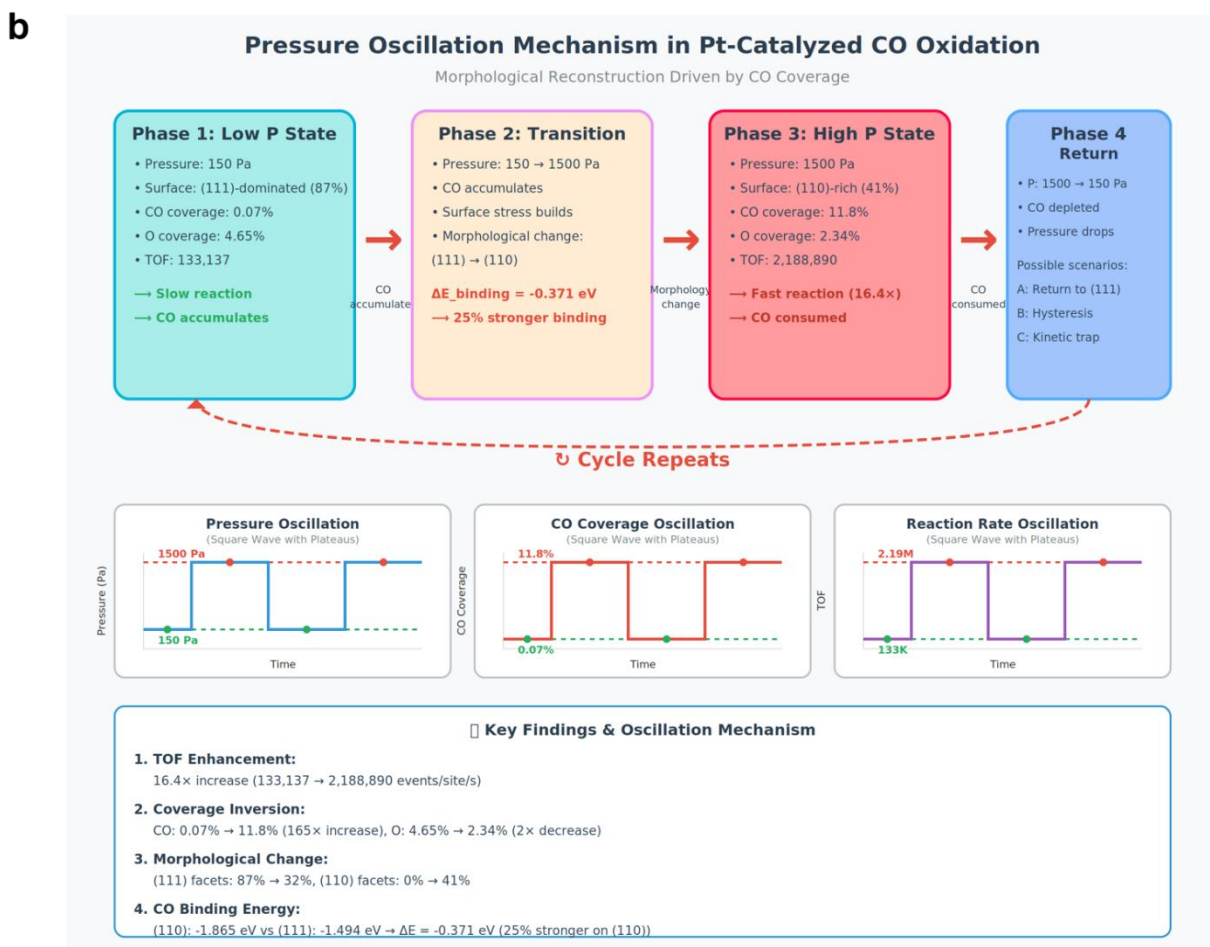 b
Pressure Oscillation Mechanism in Pt-Catalyzed CO Oxidation
Morphological Reconstruction Driven by CO Coverage
Phase 1: Low P State
• Pressure: 150 Pa
• Surface: (111)-dominated (87%)
• CO coverage: 0.07%
• O coverage: 4.65%
• TOF: 133,137
⟶ Slow reaction
⟶ CO accumulates
→
CO
accumulate
Phase 2: Transition
• Pressure: 150 → 1500 Pa
• CO accumulates
• Surface stress builds
• Morphological change:
(111) → (110)
ΔE_binding = -0.371 eV
⟶ 25% stronger binding
→
Morphology
change
Phase 3: High P State
• Pressure: 1500 Pa
• Surface: (110)-rich (41%)
• CO coverage: 11.8%
• O coverage: 2.34%
• TOF: 2,188,890
⟶ Fast reaction (16.4×)
⟶ CO consumed
→
CO
consumed
Phase 4
Return
• P: 1500 → 150 Pa
• CO depleted
• Pressure drops
Possible scenarios:
A: Return to (111)
B: Hysteresis
C: Kinetic trap
↻ Cycle Repeats
Pressure Oscillation
(Square Wave with Plateaus)
1500 Pa
150 Pa
Pressure (Pa)
Time
CO Coverage Oscillation
(Square Wave with Plateaus)
11.8%
0.07%
CO Coverage
Time
Reaction Rate Oscillation
(Square Wave with Plateaus)
2.19M
133K
TOF
Time
Key Findings & Oscillation Mechanism
1. TOF Enhancement:
16.4× increase (133,137 → 2,188,890 events/site/s)
2. Coverage Inversion:
CO: 0.07% → 11.8% (165× increase), O: 4.65% → 2.34% (2× decrease)
3. Morphological Change:
(111) facets: 87% → 32%, (110) facets: 0% → 41%
4. CO Binding Energy:
(110): -1.865 eV vs (111): -1.494 eV → ΔE = -0.371 eV (25% stronger on (110))